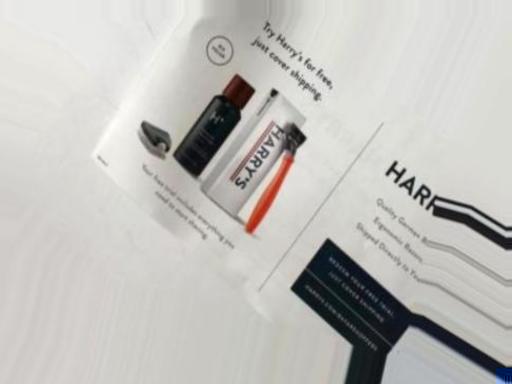 Try Harry's for free,
just cover shipping.
H'
HARRY'S
Your free trial includes everything you
need to start shaving.
HARR
Quality German B
Ergonomic Razors,
Shipped Directly to Yo
REDEEM YOUR FREE TRIAL,
JUST COVER SHIPPING